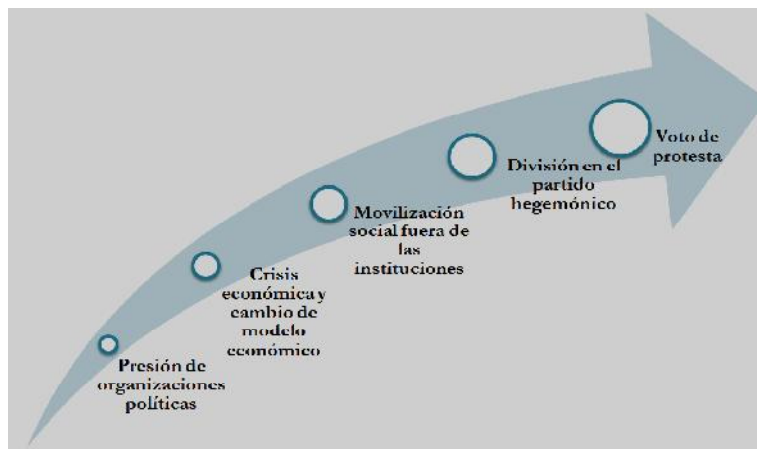 Presión de
organizaciones
políticas
Crisis
económica y
cambio de
modelo
económico
Movilización
social fuera de
las
instituciones
División en el
partido
hegemónico
Voto de
protesta